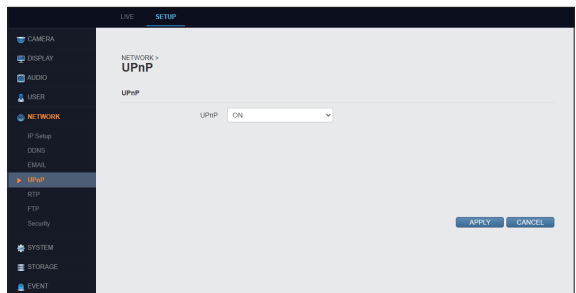 LIVE SETUP
CAMERA
DISPLAY
AUDIO
USER
NETWORK
IP Setup
DDNS
EMAIL
UPnP
RTP
FTP
Security
SYSTEM
STORAGE
EVENT
NETWORK >
UPnP
UPnP
UPnP ON
APPLY CANCEL